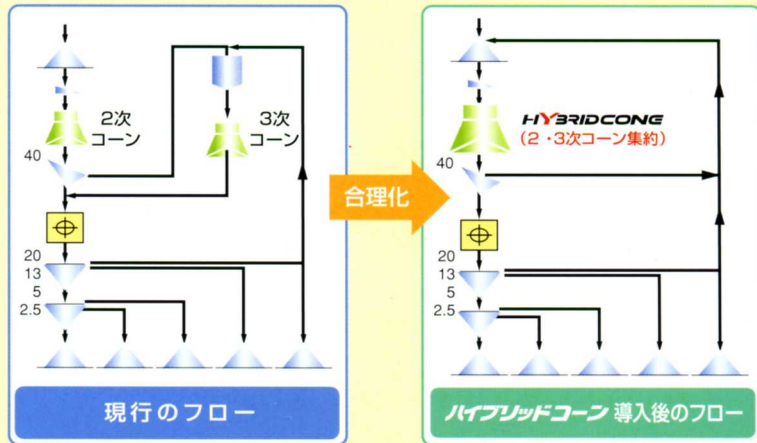 2次
コーン
3次
コーン
40
20
13
5
2.5
現行のフロー
合理化
HYBRIDCONE
(2・3次コーン集約)
40
20
13
5
2.5
ハイブリッドコーン 導入後のフロー